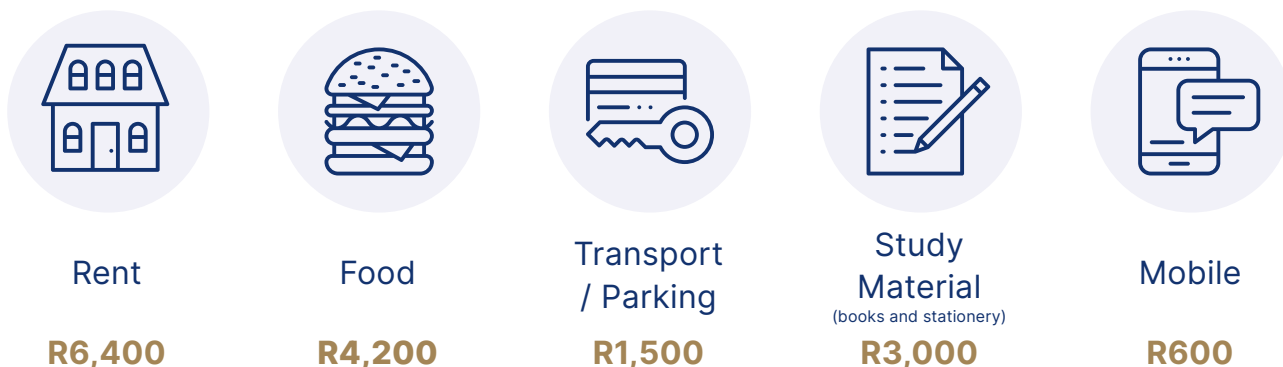 Rent
Food
Transport
/ Parking
Study
Material
(books and stationery)
Mobile
R6,400
R4,200
R1,500
R3,000
R600